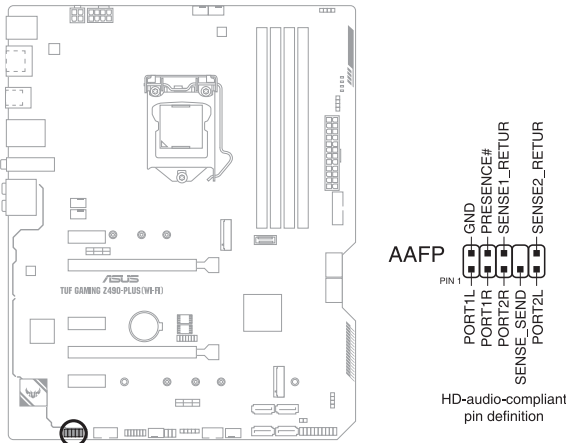 ASUS
TUF GAMING Z490-PLUS(WI-FI)
AAFP
PIN 1
GND
PRESENCE#
SENSE1_RETUR
SENSE2_RETUR
PORT1L
PORT1R
PORT2R
SENSE_SEND
PORT2L
HD-audio-compliant
pin definition